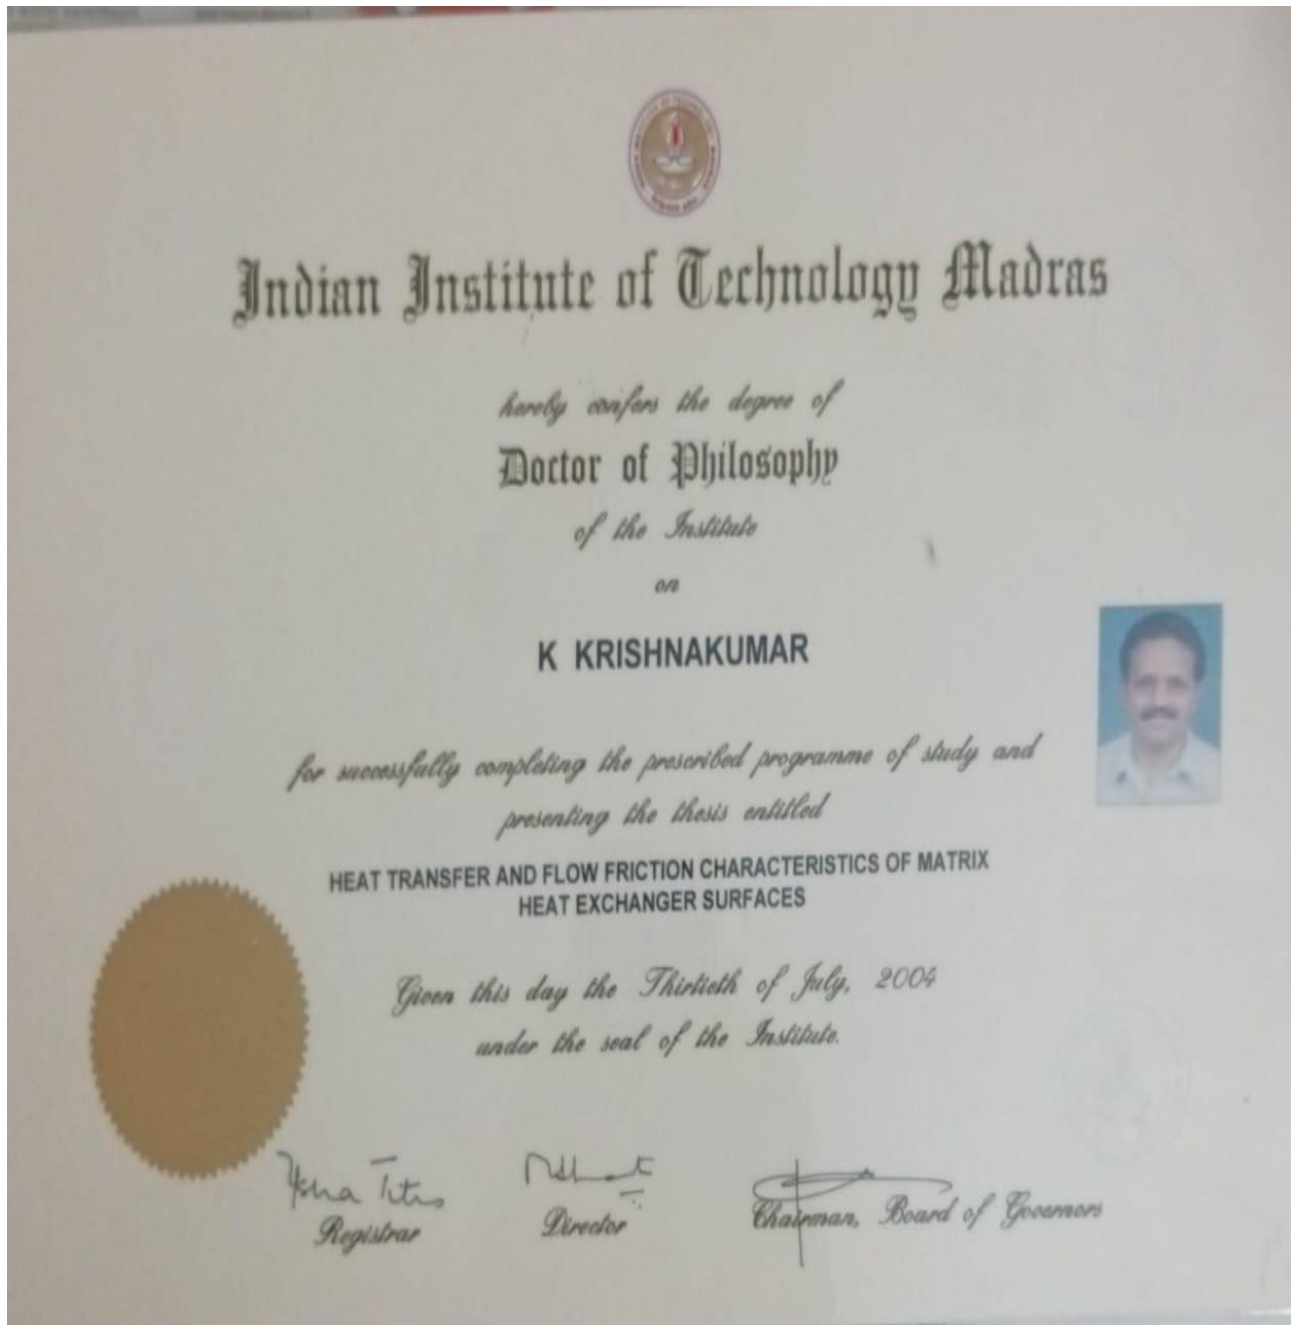 Indian Institute of Technology Madras
hereby confers the degree of
Doctor of Philosophy
of the Institute
on
K KRISHNAKUMAR
for successfully completing the prescribed programme of study and
presenting the thesis entitled
HEAT TRANSFER AND FLOW FRICTION CHARACTERISTICS OF MATRIX
HEAT EXCHANGER SURFACES
Given this day the Thirtieth of July, 2004
under the seal of the Institute.
Usha Titus
Registrar
Director
Chairman, Board of Governors